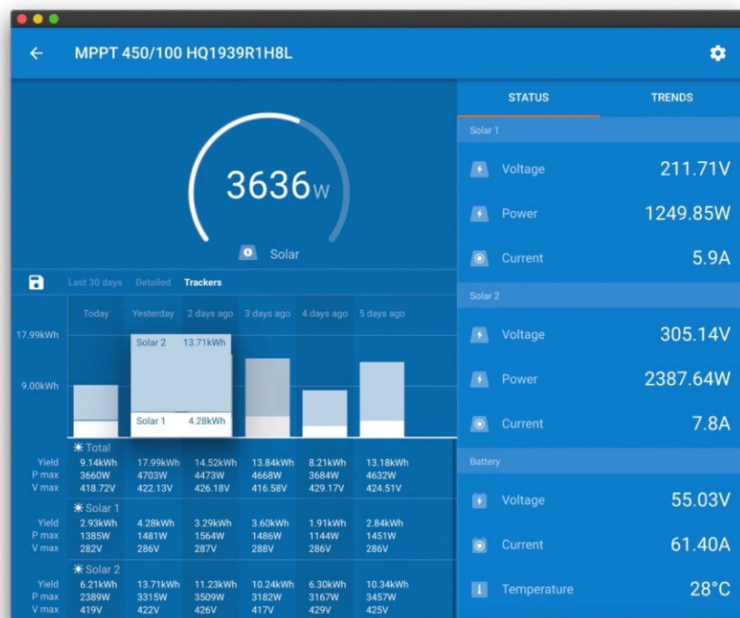 MPPT 450/100 HQ1939R1H8L
3636W
Solar
Last 30 days Detailed Trackers
Today Yesterday 2 days ago 3 days ago 4 days ago 5 days ago
17.99kWh
Solar 2 13.71kWh
9.00kWh
Solar 1 4.28kWh
Total
Yield 9.14kWh 17.99kWh 14.52kWh 13.84kWh 8.21kWh 13.18kWh
P max 3660W 4703W 4473W 4668W 3684W 4632W
V max 418.72V 422.13V 426.18V 416.58V 429.17V 424.51V
Solar 1
Yield 2.93kWh 4.28kWh 3.29kWh 3.60kWh 1.91kWh 2.84kWh
P max 1385W 1481W 1564W 1486W 1144W 1451W
V max 282V 286V 287V 288V 286V 286V
Solar 2
Yield 6.21kWh 13.71kWh 11.23kWh 10.24kWh 6.30kWh 10.34kWh
P max 2389W 3315W 3509W 3182W 3167W 3457W
V max 419V 422V 426V 417V 429V 425V
STATUS TRENDS
Solar 1
Voltage 211.71V
Power 1249.85W
Current 5.9A
Solar 2
Voltage 305.14V
Power 2387.64W
Current 7.8A
Battery
Voltage 55.03V
Current 61.40A
Temperature 28°C